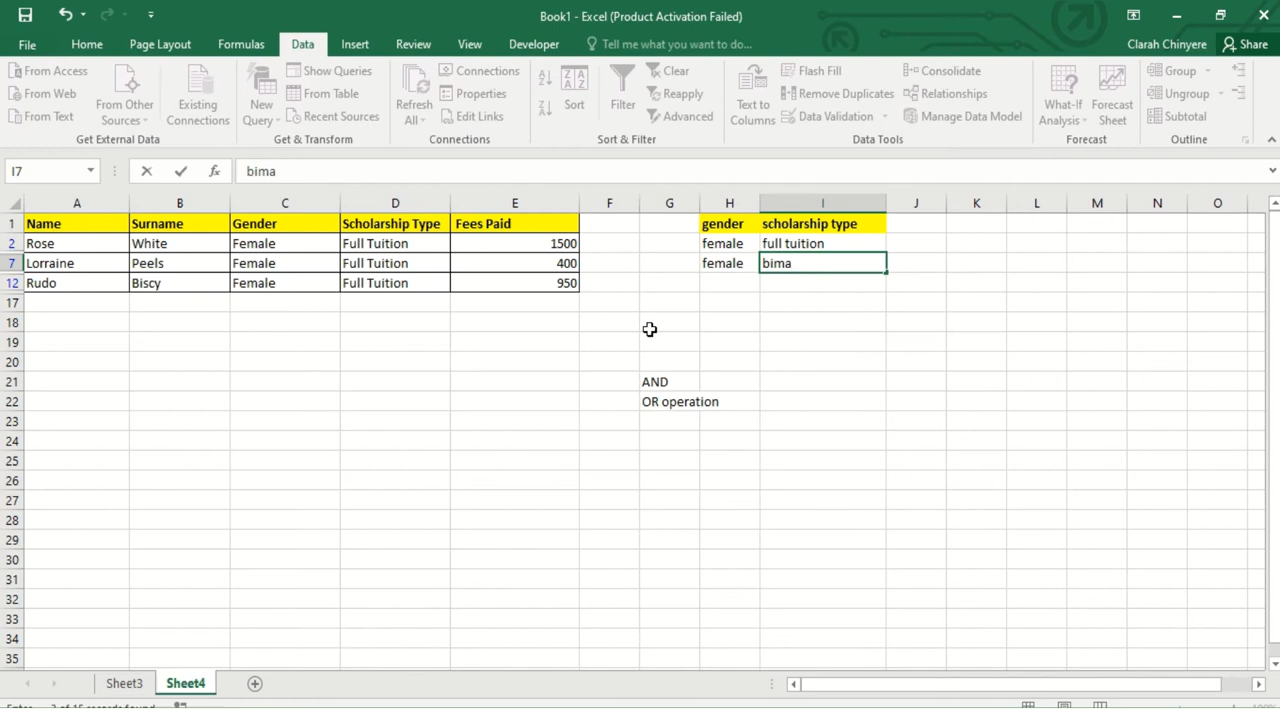 Book1 - Excel (Product Activation Failed)
File Home Page Layout Formulas Data Insert Review View Developer Tell me what you want to do... Clarah Chinyere Share
From Access
From Web
From Text
From Other Sources
Existing Connections
Get External Data
New Query
Show Queries
From Table
Recent Sources
Get & Transform
Refresh All
Connections
Properties
Edit Links
Connections
A Z
Z A
Z A
A Z
Sort
Filter
Clear
Reapply
Advanced
Sort & Filter
Text to Columns
Flash Fill
Remove Duplicates
Data Validation
Consolidate
Relationships
Manage Data Model
Data Tools
What-If Analysis
Forecast Sheet
Forecast
Group
Ungroup
Subtotal
Outline
I7 fx bima
A B C D E F G H I J K L M N O
1 Name Surname Gender Scholarship Type Fees Paid gender scholarship type
2 Rose White Female Full Tuition 1500 female full tuition
7 Lorraine Peels Female Full Tuition 400 female bima
12 Rudo Biscy Female Full Tuition 950
17
18
19
20
21 AND
22 OR operation
23
24
25
26
27
28
29
30
31
32
33
34
35
Sheet3 Sheet4